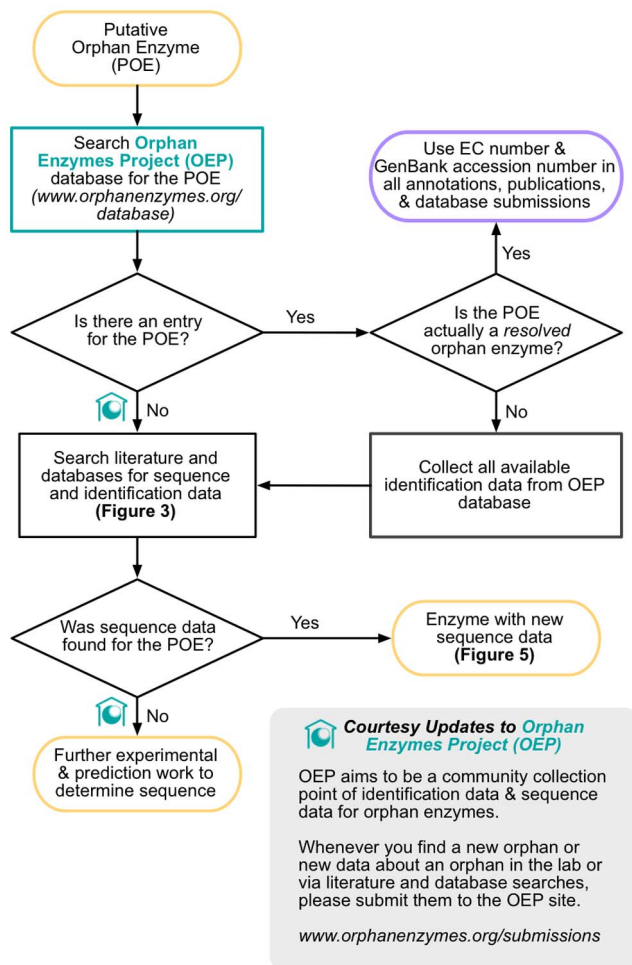 Putative
Orphan Enzyme
(POE)
Search Orphan
Enzymes Project (OEP)
database for the POE
(www.orphanenzymes.org/
database)
Use EC number &
GenBank accession number in
all annotations, publications,
& database submissions
Yes
Is there an entry
for the POE?
Yes
Is the POE
actually a resolved
orphan enzyme?
No
No
Search literature and
databases for sequence
and identification data
(Figure 3)
Collect all available
identification data from OEP
database
Was sequence data
found for the POE?
Yes
Enzyme with new
sequence data
(Figure 5)
No
Further experimental
& prediction work to
determine sequence
Courtesy Updates to Orphan
Enzymes Project (OEP)
OEP aims to be a community collection
point of identification data & sequence
data for orphan enzymes.
Whenever you find a new orphan or
new data about an orphan in the lab or
via literature and database searches,
please submit them to the OEP site.
www.orphanenzymes.org/submissions